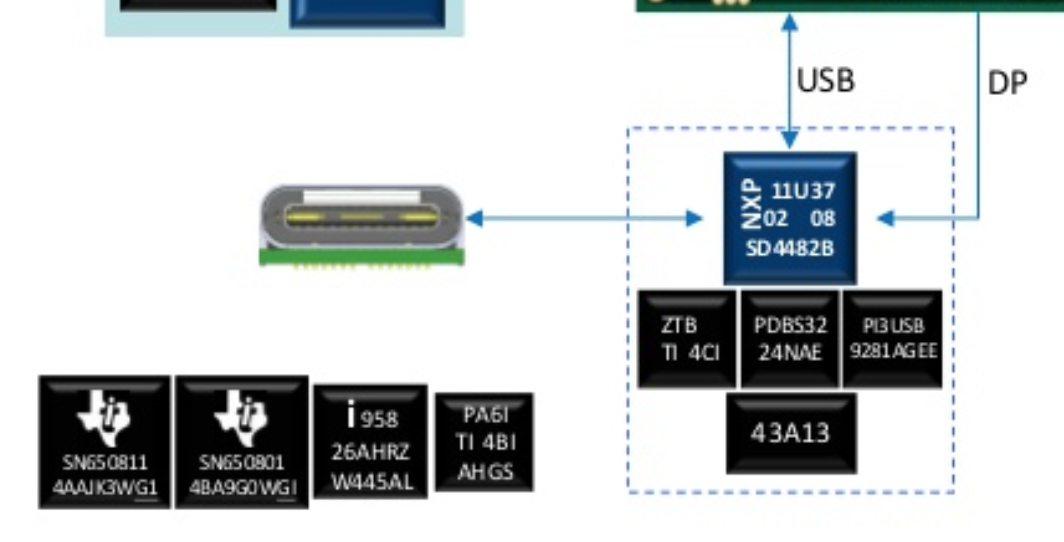 USB
DP
NXP
11U37
02 08
SD4482B
ZTB
TI 4CI
PDBS32
24NAE
PI3USB
9281AGEE
43A13
SN650811
4AAJK3WG1
SN650801
4BA9G0WGI
i 958
26AHRZ
W445AL
PA6I
TI 4BI
AHGS